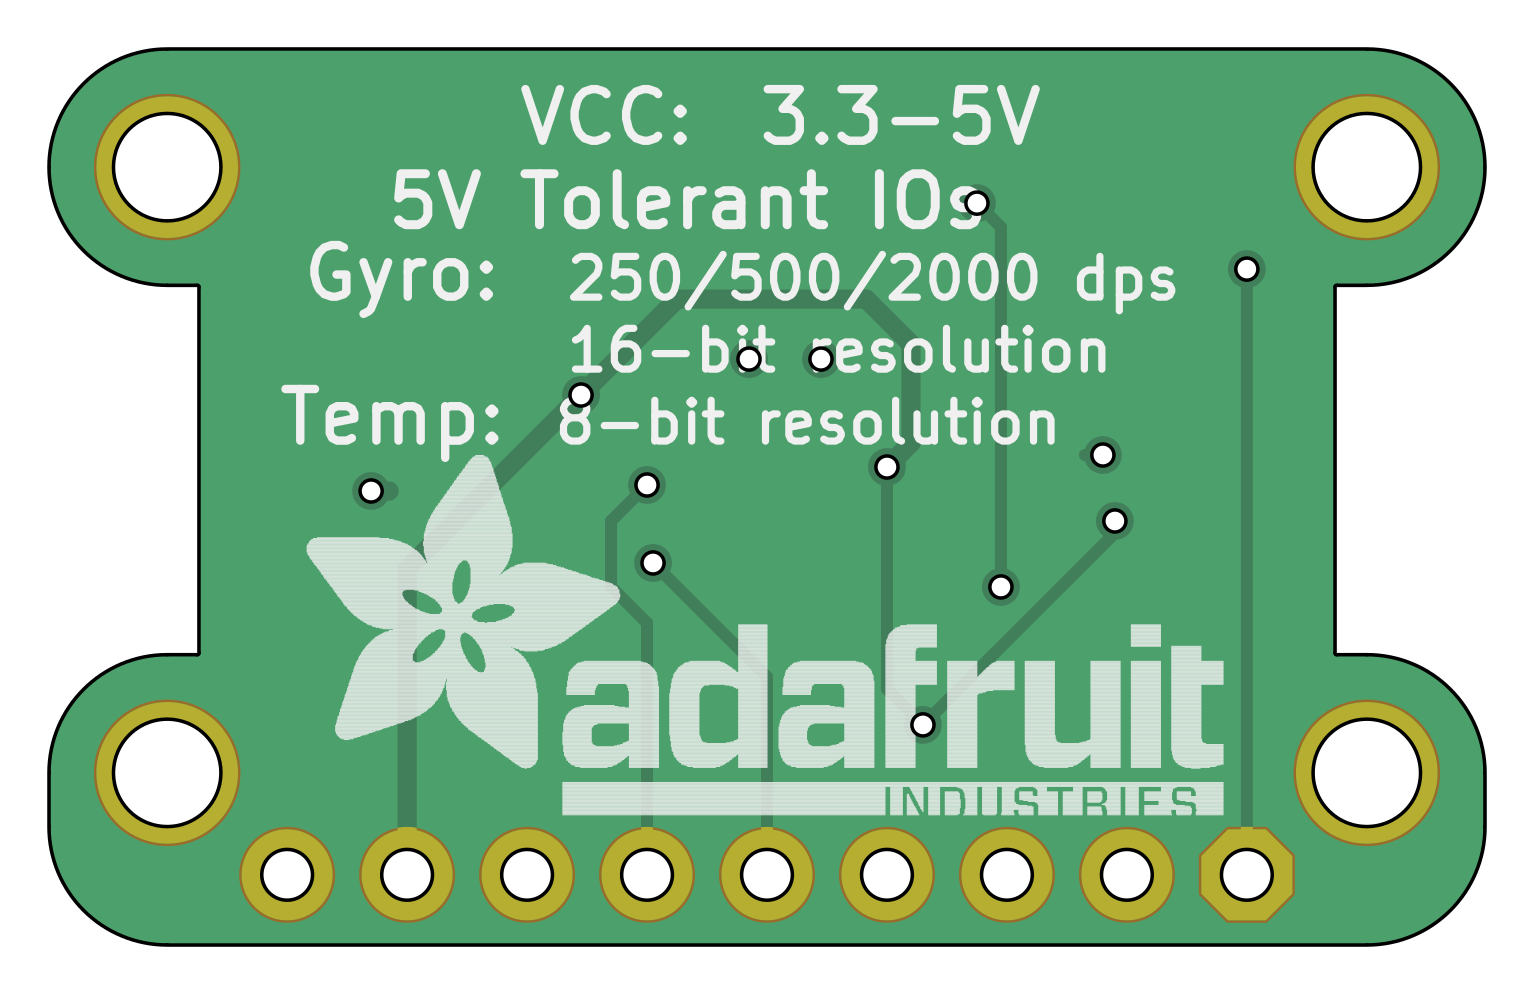 VCC: 3.3-5V
5V Tolerant IOs
Gyro: 250/500/2000 dps
16-bit resolution
Temp: 8-bit resolution
adafruit
INDUSTRIES